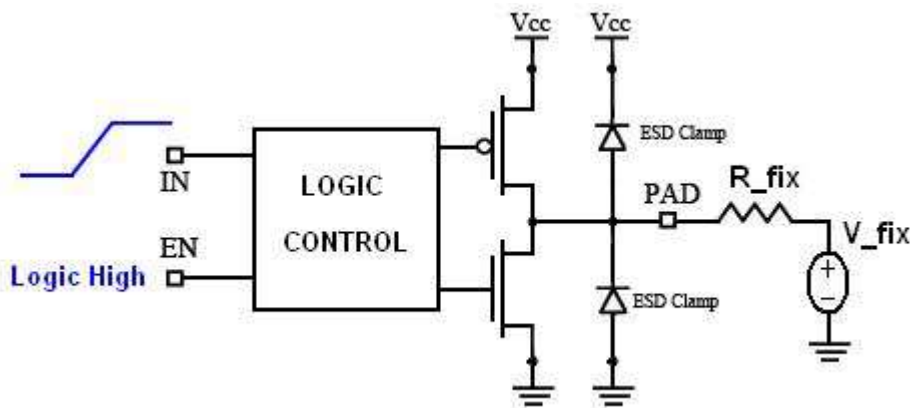 Vcc
Vcc
ESD Clamp
IN
LOGIC
CONTROL
PAD
R_fix
V_fix
EN
Logic High
ESD Clamp
+
−